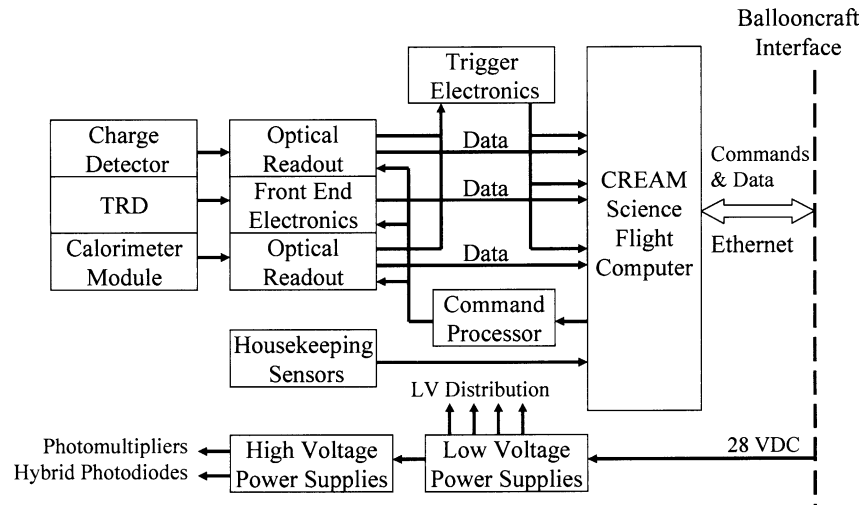 Ballooncraft
Interface
Trigger
Electronics
Charge
Detector
Optical
Readout
Data
TRD
Front End
Electronics
Data
Calorimeter
Module
Optical
Readout
Data
CREAM
Science
Flight
Computer
Commands
& Data
Ethernet
Command
Processor
Housekeeping
Sensors
LV Distribution
Photomultipliers
Hybrid Photodiodes
High Voltage
Power Supplies
Low Voltage
Power Supplies
28 VDC